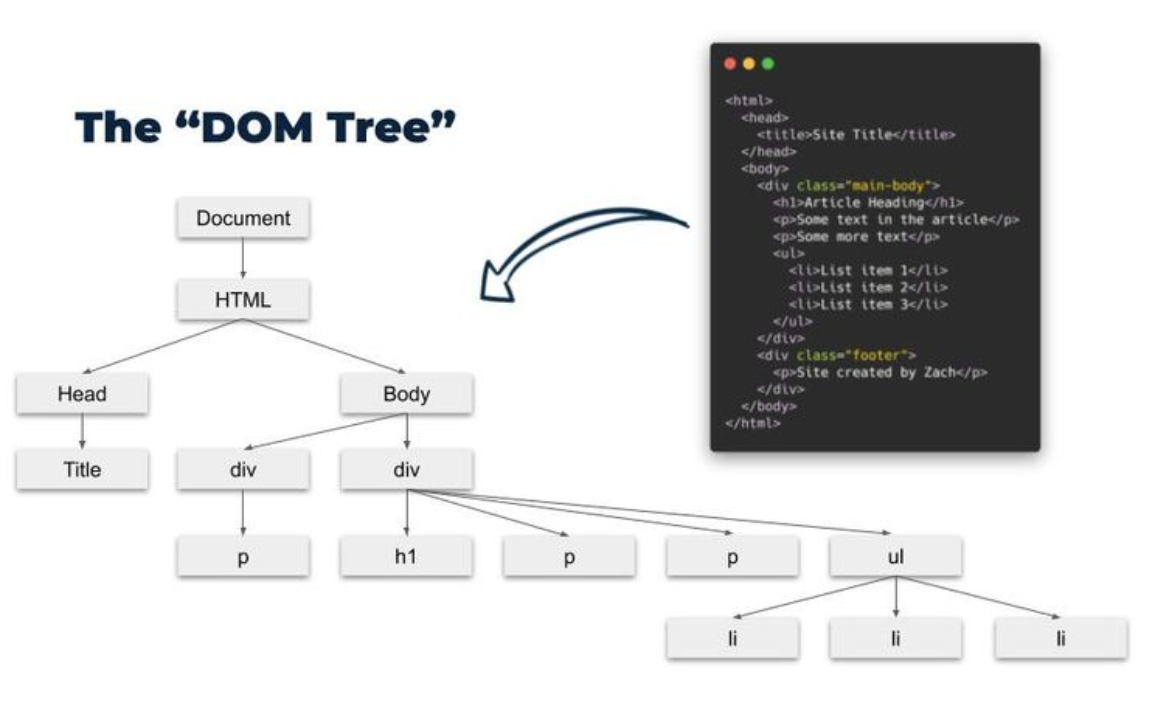 The “DOM Tree”
<html>
<head>
<title>Site Title</title>
</head>
<body>
<div class="main-body">
<h1>Article Heading</h1>
<p>Some text in the article</p>
<p>Some more text</p>
<ul>
<li>List item 1</li>
<li>List item 2</li>
<li>List item 3</li>
</ul>
</div>
<div class="footer">
<p>Site created by Zach</p>
</div>
</body>
</html>
Document
HTML
Head
Body
Title
div
div
p
h1
p
p
ul
li
li
li